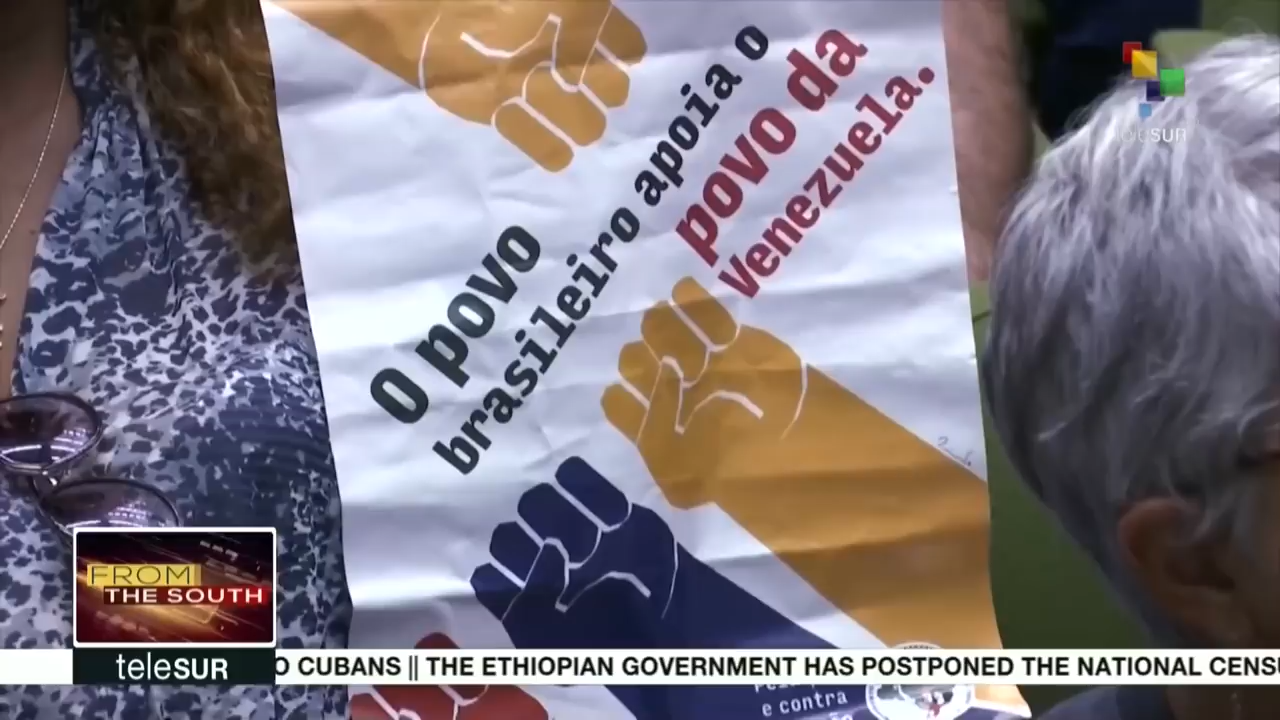 O povo
brasileiro apoia o
povo da
Venezuela.
teleSUR
FROM
THE SOUTH
teleSUR
O CUBANS || THE ETHIOPIAN GOVERNMENT HAS POSTPONED THE NATIONAL CENS
e contra